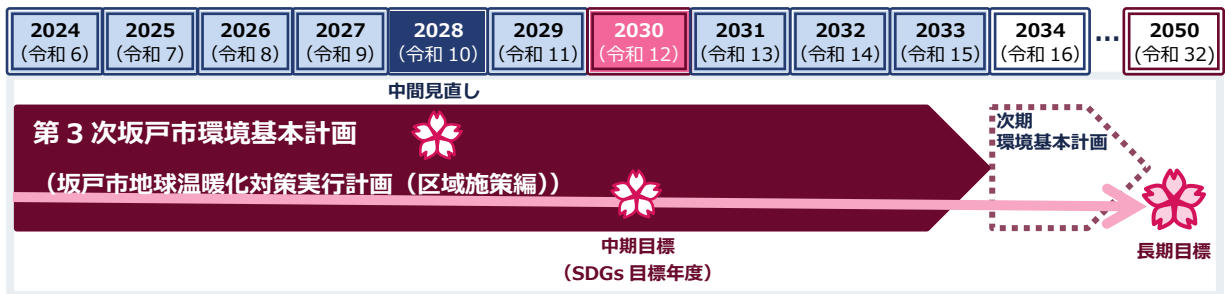 2024 2025 2026 2027 2028 2029 2030 2031 2032 2033 2034 … 2050
(令和 6) (令和 7) (令和 8) (令和 9) (令和 10) (令和 11) (令和 12) (令和 13) (令和 14) (令和 15) (令和 16) (令和 32)
中間見直し
第 3 次坂戸市環境基本計画
(坂戸市地球温暖化対策実行計画(区域施策編))
次期
環境基本計画
中期目標
(SDGs 目標年度)
長期目標